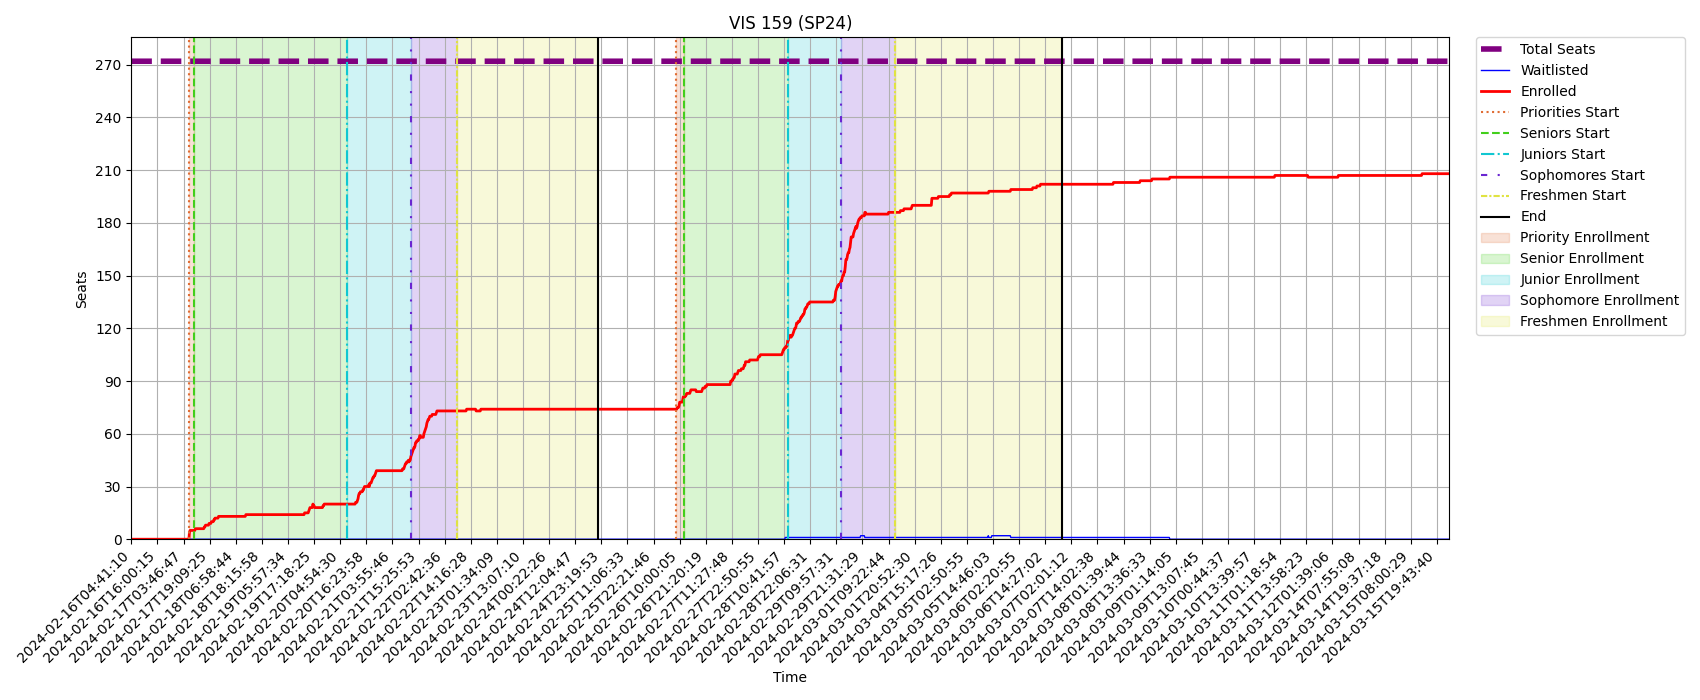 VIS 159 (SP24)
Seats
270
240
210
180
150
120
90
60
30
0
2024-02-16T04:41:10
2024-02-16T16:00:15
2024-02-17T03:46:47
2024-02-17T19:09:25
2024-02-18T06:58:44
2024-02-18T18:15:58
2024-02-19T05:57:34
2024-02-19T17:18:25
2024-02-20T04:54:30
2024-02-20T16:23:58
2024-02-21T03:55:46
2024-02-21T15:25:53
2024-02-22T02:42:36
2024-02-22T14:16:28
2024-02-23T01:34:09
2024-02-23T13:07:10
2024-02-24T00:22:26
2024-02-24T12:04:47
2024-02-24T23:19:53
2024-02-25T11:06:33
2024-02-25T22:21:46
2024-02-26T10:00:05
2024-02-26T21:20:19
2024-02-27T11:27:48
2024-02-27T22:50:55
2024-02-28T10:41:57
2024-02-28T22:06:31
2024-02-29T09:57:31
2024-02-29T21:31:29
2024-03-01T09:22:44
2024-03-01T20:52:30
2024-03-04T15:17:26
2024-03-05T02:50:55
2024-03-05T14:46:03
2024-03-06T02:20:55
2024-03-06T14:27:02
2024-03-07T02:01:12
2024-03-07T14:02:38
2024-03-08T01:39:44
2024-03-08T13:36:33
2024-03-09T01:14:05
2024-03-09T13:07:45
2024-03-10T00:44:37
2024-03-10T13:39:57
2024-03-11T01:18:54
2024-03-11T13:58:23
2024-03-12T01:39:06
2024-03-14T07:55:08
2024-03-14T19:37:18
2024-03-15T08:00:29
2024-03-15T19:43:40
Time
Total Seats
Waitlisted
Enrolled
Priorities Start
Seniors Start
Juniors Start
Sophomores Start
Freshmen Start
End
Priority Enrollment
Senior Enrollment
Junior Enrollment
Sophomore Enrollment
Freshmen Enrollment